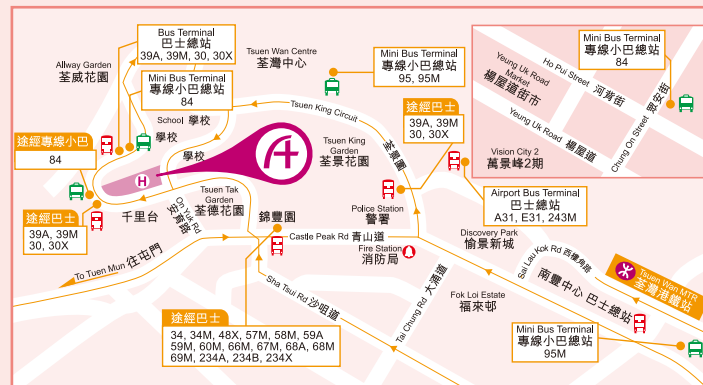 Bus Terminal
巴士總站
39A, 39M, 30, 30X
Allway Garden
荃威花園
Mini Bus Terminal
專線小巴總站
84
Tsuen Wan Centre
荃灣中心
Mini Bus Terminal
專線小巴總站
95, 95M
School 學校
學校
學校
Tsuen King Circuit
荃景圍
途經巴士
39A, 39M
30, 30X
途經專線小巴
84
Tsuen King
Garden
荃景花園
H
千里台
On Yuk Rd
安育路
Tsuen Tak
Garden
荃德花園
錦豐園
途經巴士
39A, 39M
30, 30X
Police Station
警署
Castle Peak Rd 青山道
Fire Station
消防局
To Tuen Mun 往屯門
Sha Tsui Rd 沙咀道
Tai Chung Rd 大涌道
途經巴士
34, 34M, 48X, 57M, 58M, 59A
59M, 60M, 66M, 67M, 68A, 68M
69M, 234A, 234B, 234X
Fok Loi Estate
福來邨
Discovery Park
愉景新城
Sai Lau Kok Rd 西樓角路
南豐中心 巴士總站
Tsuen Wan MTR
荃灣港鐵站
Mini Bus Terminal
專線小巴總站
95M
Airport Bus Terminal
巴士總站
A31, E31, 243M
Yeung Uk Road
Market
楊屋道街市
Ho Pui Street 河背街
Mini Bus Terminal
專線小巴總站
84
Yeung Uk Road 楊屋道
Chung On Street 眾安街
Vision City 2
萬景峰2期